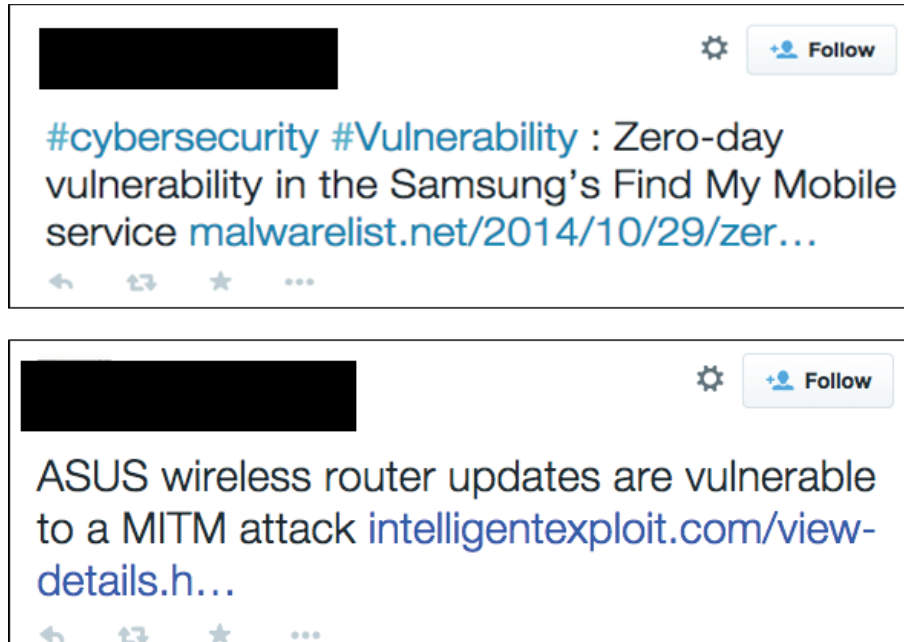 Follow
#cybersecurity #Vulnerability : Zero-day
vulnerability in the Samsung's Find My Mobile
service malwarelist.net/2014/10/29/zer...
Follow
ASUS wireless router updates are vulnerable
to a MITM attack intelligentexploit.com/view-
details.h...